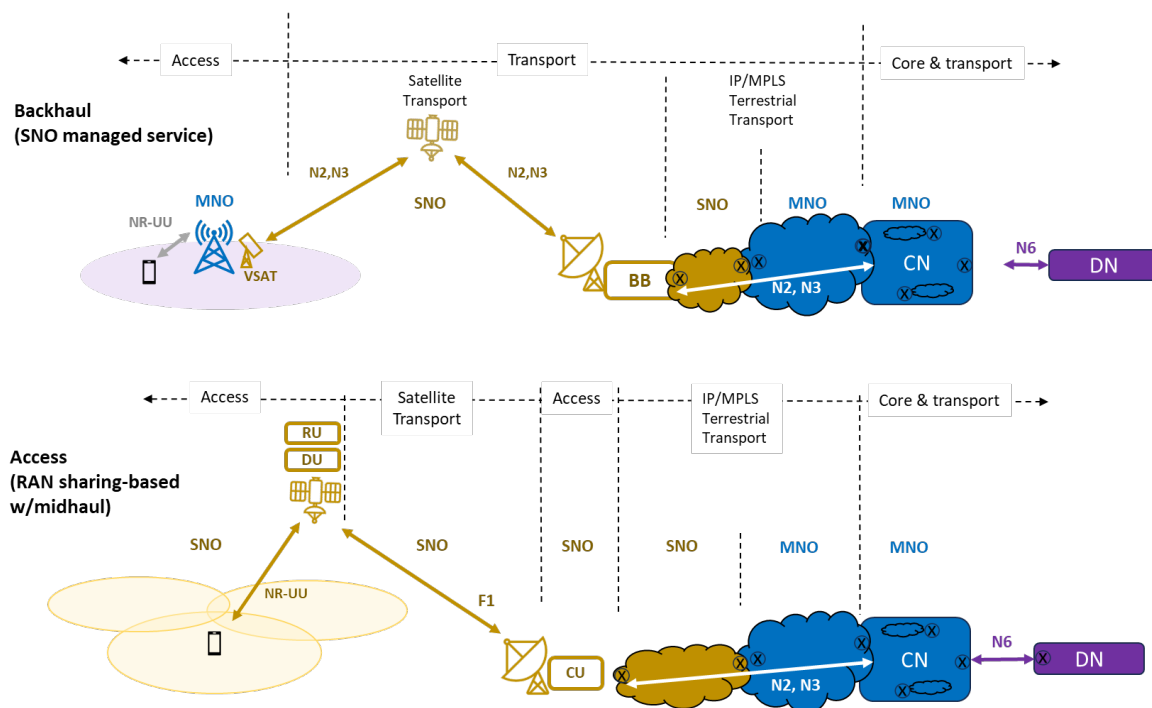 Access
Transport
Core & transport
Satellite
Transport
IP/MPLS
Terrestrial
Transport
Backhaul
(SNO managed service)
N2,N3
N2,N3
MNO
SNO
SNO
MNO
MNO
NR-UU
VSAT
BB
N2, N3
CN
N6
DN
X
X
X
X
X
X
X
Access
Satellite
Transport
Access
IP/MPLS
Terrestrial
Transport
Core & transport
RU
DU
Access
(RAN sharing-based
w/midhaul)
SNO
SNO
SNO
SNO
MNO
MNO
NR-UU
F1
CU
N2, N3
CN
N6
DN
X
X
X
X
X
X
X
X